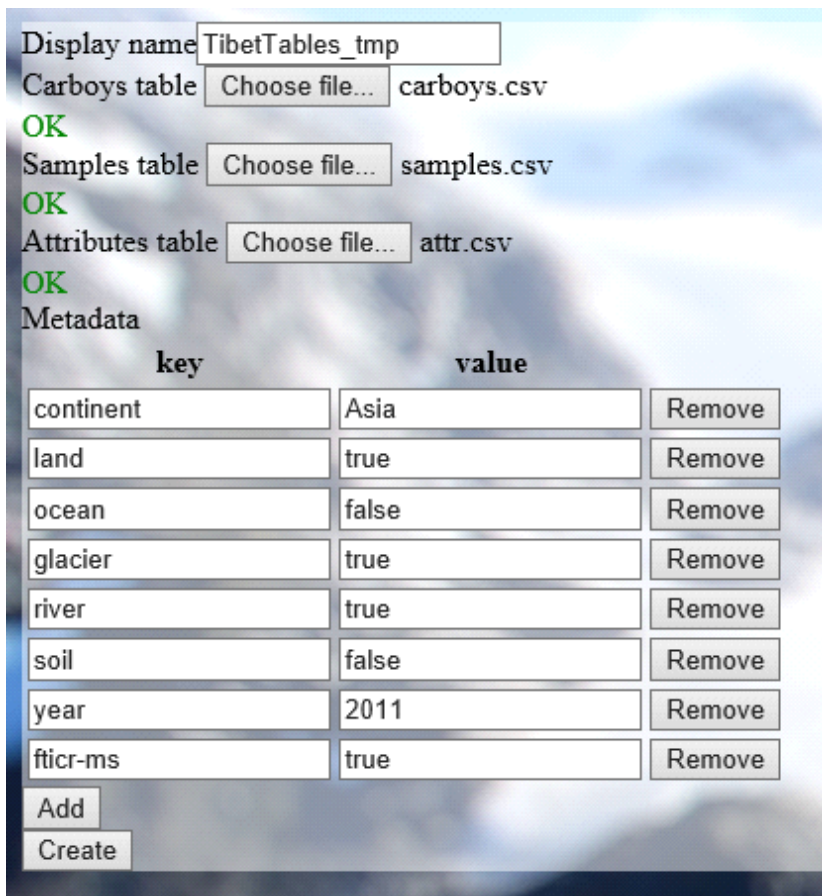 Display name TibetTables_tmp
Carboys table Choose file... carboys.csv
OK
Samples table Choose file... samples.csv
OK
Attributes table Choose file... attr.csv
OK
Metadata
key value
continent Asia Remove
land true Remove
ocean false Remove
glacier true Remove
river true Remove
soil false Remove
year 2011 Remove
fticr-ms true Remove
Add
Create